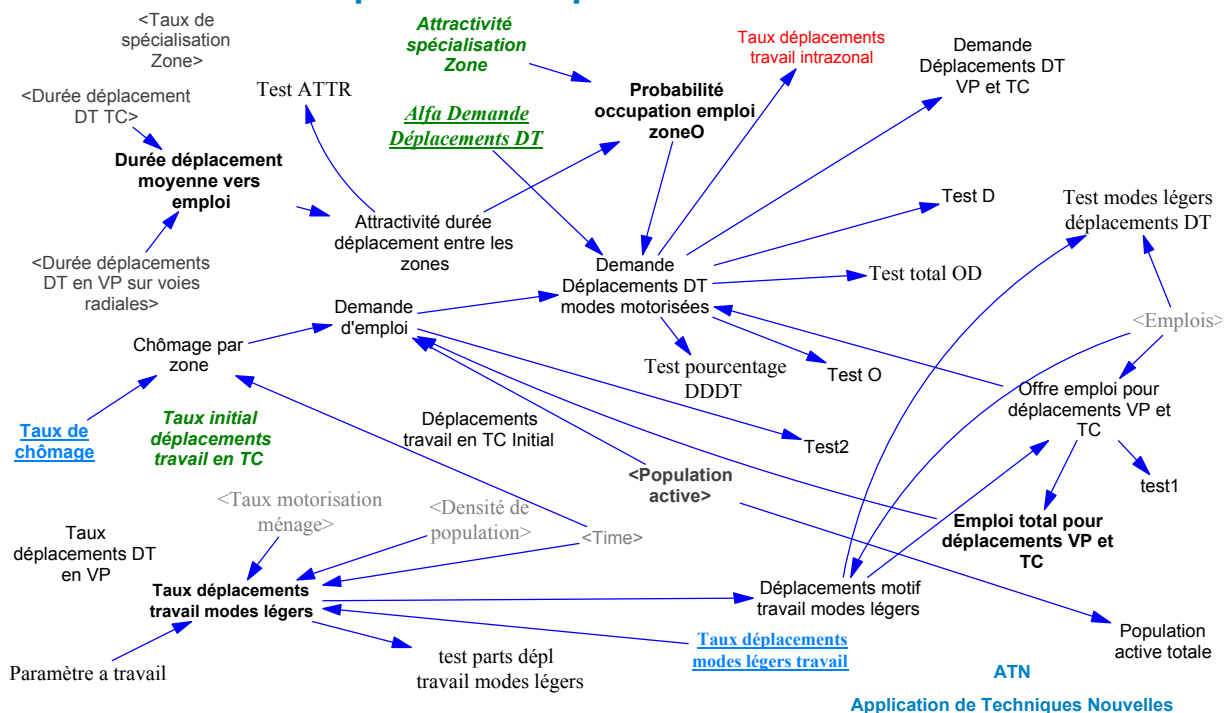 <Taux de
spécialisation
Zone>
Attractivité
spécialisation
Zone
Taux déplacements
travail intrazonal
Demande
Déplacements DT
VP et TC
<Durée déplacement
DT TC>
Test ATTR
Alfa Demande
Déplacements DT
Probabilité
occupation emploi
zoneO
Durée déplacement
moyenne vers
emploi
Attractivité durée
déplacement entre les
zones
Test D
Test modes légers
déplacements DT
<Durée déplacements
DT en VP sur voies
radiales>
Demande
Déplacements DT
modes motorisées
Test total OD
Demande
d'emploi
<Emplois>
Chômage par
zone
Test pourcentage
DDDT
Test O
Offre emploi pour
déplacements VP et
TC
Taux de
chômage
Taux initial
déplacements
travail en TC
Déplacements
travail en TC Initial
Test2
<Population
active>
test1
<Taux motorisation
ménage>
<Densité de
population>
<Time>
Emploi total pour
déplacements VP et
TC
Taux
déplacements DT
en VP
Taux déplacements
travail modes légers
Déplacements motif
travail modes légers
Paramètre a travail
test parts dépl
travail modes légers
Taux déplacements
modes légers travail
Population
active totale
ATN
Application de Techniques Nouvelles